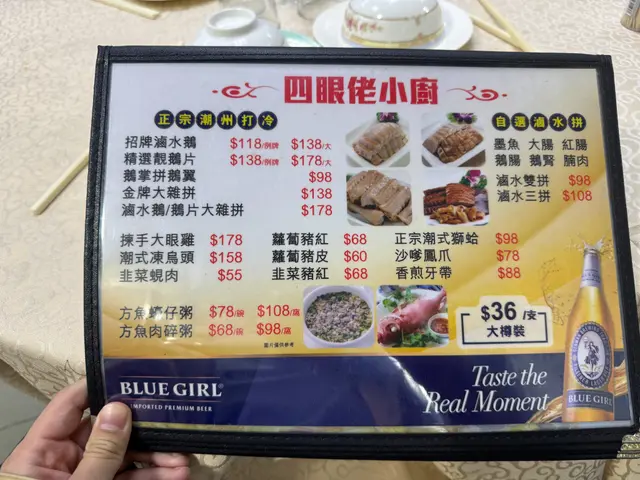 四眼佬小廚
正宗潮州打冷
招牌滷水鵝 $118/例牌 $138/大
精選靚鵝片 $138/例牌 $178/大
鵝掌拼鵝翼 $98
金牌大雜拼 $138
滷水鵝/鵝片大雜拼 $178
自選滷水拼
墨魚 大腸 紅腸
鵝腸 鵝腎 腩肉
滷水雙拼 $98
滷水三拼 $108
揀手大眼雞 $178 蘿蔔豬紅 $68 正宗潮式獅蚶 $98
潮式凍烏頭 $158 蘿蔔豬皮 $60 沙嗲鳳爪 $78
韭菜蜆肉 $55 韭菜豬紅 $68 香煎牙帶 $88
方魚蠔仔粥 $78/碗 $108/窩
方魚肉碎粥 $68/碗 $98/窩
圖片僅供參考
$36/支
大樽裝
BLUE GIRL
IMPORTED PREMIUM BEER
Taste the
Real Moment
BLUE GIRL